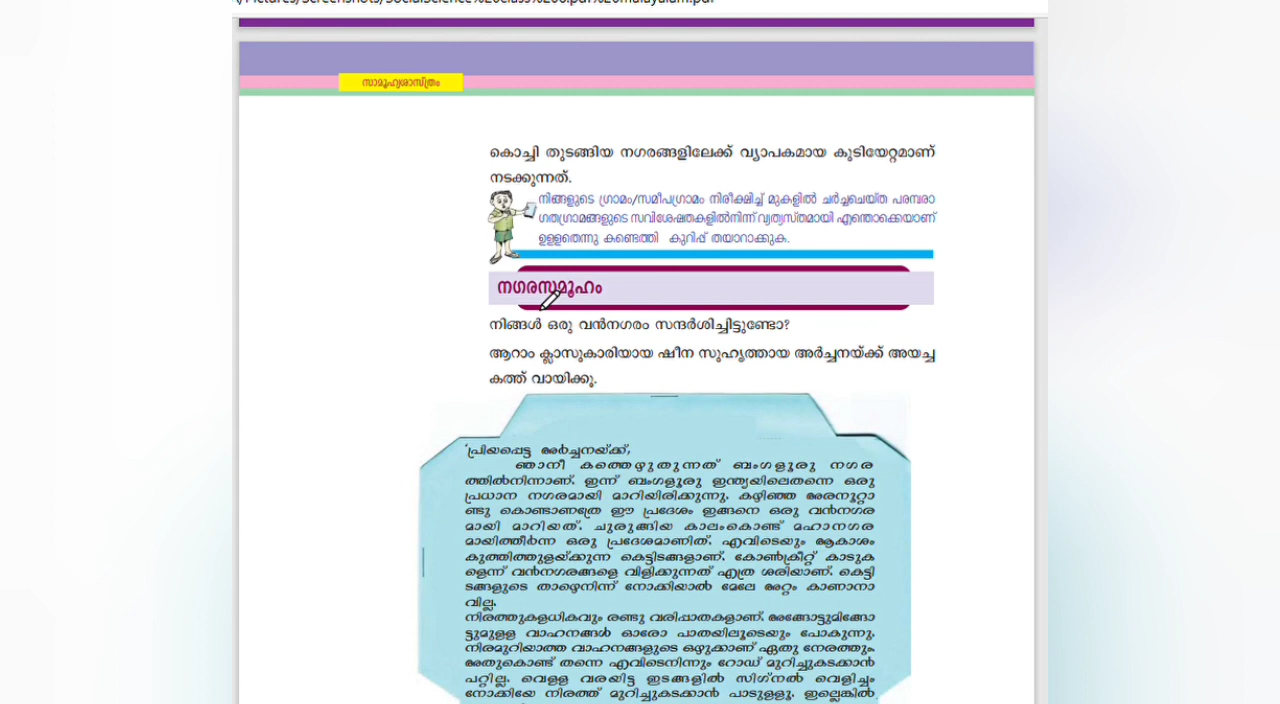 സാമൂഹ്യശാസ്ത്രം
കൊച്ചി തുടങ്ങിയ നഗരങ്ങളിലേക്ക് വ്യാപകമായ കുടിയേറ്റമാണ്
നടക്കുന്നത്.
നിങ്ങളുടെ ഗ്രാമം/സമീപഗ്രാമം നിരീക്ഷിച്ച് മുകളിൽ ചർച്ചചെയ്ത പരമ്പരാ
ഗതഗ്രാമങ്ങളുടെ സവിശേഷതകളിൽനിന്ന് വ്യത്യസ്തമായി എന്തൊക്കെയാണ്
ഉള്ളതെന്നു കണ്ടെത്തി കുറിപ്പ് തയാറാക്കുക.
നഗരസമൂഹം
നിങ്ങൾ ഒരു വൻനഗരം സന്ദർശിച്ചിട്ടുണ്ടോ?
ആറാം ക്ലാസുകാരിയായ ഷീന സുഹൃത്തായ അർച്ചനയ്ക്ക് അയച്ച
കത്ത് വായിക്കൂ.
'പ്രിയപ്പെട്ട അർച്ചനയ്ക്ക്,
ഞാനീ കത്തെഴുതുന്നത് ബംഗളൂരു നഗര
ത്തിൽനിന്നാണ്. ഇന്ന് ബംഗളൂരു ഇന്ത്യയിലെതന്നെ ഒരു
പ്രധാന നഗരമായി മാറിയിരിക്കുന്നു. കഴിഞ്ഞ അരനൂറ്റാ
ണ്ടു കൊണ്ടാണത്രേ ഈ പ്രദേശം ഇങ്ങനെ ഒരു വൻനഗര
മായി മാറിയത്. ചുരുങ്ങിയ കാലംകൊണ്ട് മഹാനഗര
മായിത്തീർന്ന ഒരു പ്രദേശമാണിത്. എവിടെയും ആകാശം
കുത്തിത്തുളയ്ക്കുന്ന കെട്ടിടങ്ങളാണ്. കോൺക്രീറ്റ് കാടുക
ളെന്ന് വൻനഗരങ്ങളെ വിളിക്കുന്നത് എത്ര ശരിയാണ്. കെട്ടി
ടങ്ങളുടെ താഴെനിന്ന് നോക്കിയാൽ മേലേ അറ്റം കാണാനാ
വില്ല.
നിരത്തുകളധികവും രണ്ടു വരിപ്പാതകളാണ്. അങ്ങോട്ടുമിങ്ങോ
ട്ടുമുള്ള വാഹനങ്ങൾ ഓരോ പാതയിലൂടെയും പോകുന്നു.
നിരമുറിയാത്ത വാഹനങ്ങളുടെ ഒഴുക്കാണ് ഏതു നേരത്തും.
അതുകൊണ്ട് തന്നെ എവിടെനിന്നും റോഡ് മുറിച്ചുകടക്കാൻ
പറ്റില്ല. വെള്ള വരയിട്ട ഇടങ്ങളിൽ സിഗ്നൽ വെളിച്ചം
നോക്കിയേ നിരത്ത് മുറിച്ചുകടക്കാൻ പാടുള്ളൂ. ഇല്ലെങ്കിൽ